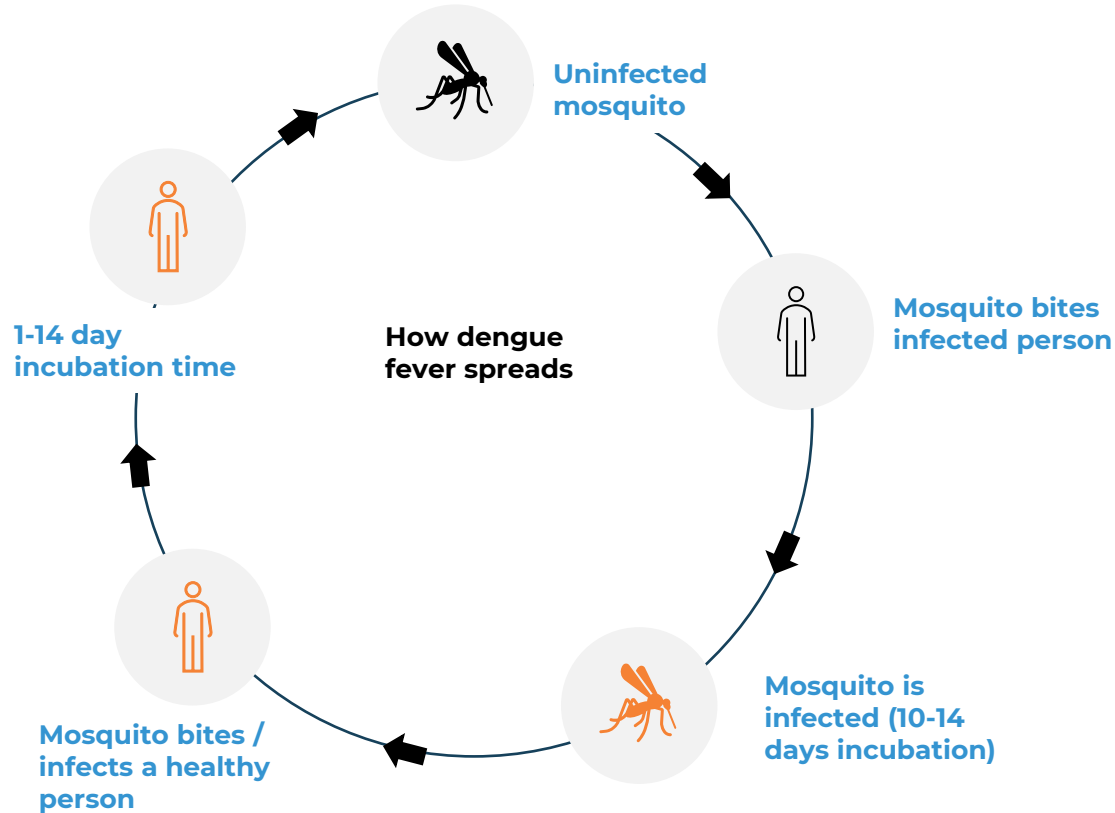 Uninfected
mosquito
Mosquito bites
infected person
How dengue
fever spreads
1-14 day
incubation time
Mosquito is
infected (10-14
days incubation)
Mosquito bites /
infects a healthy
person